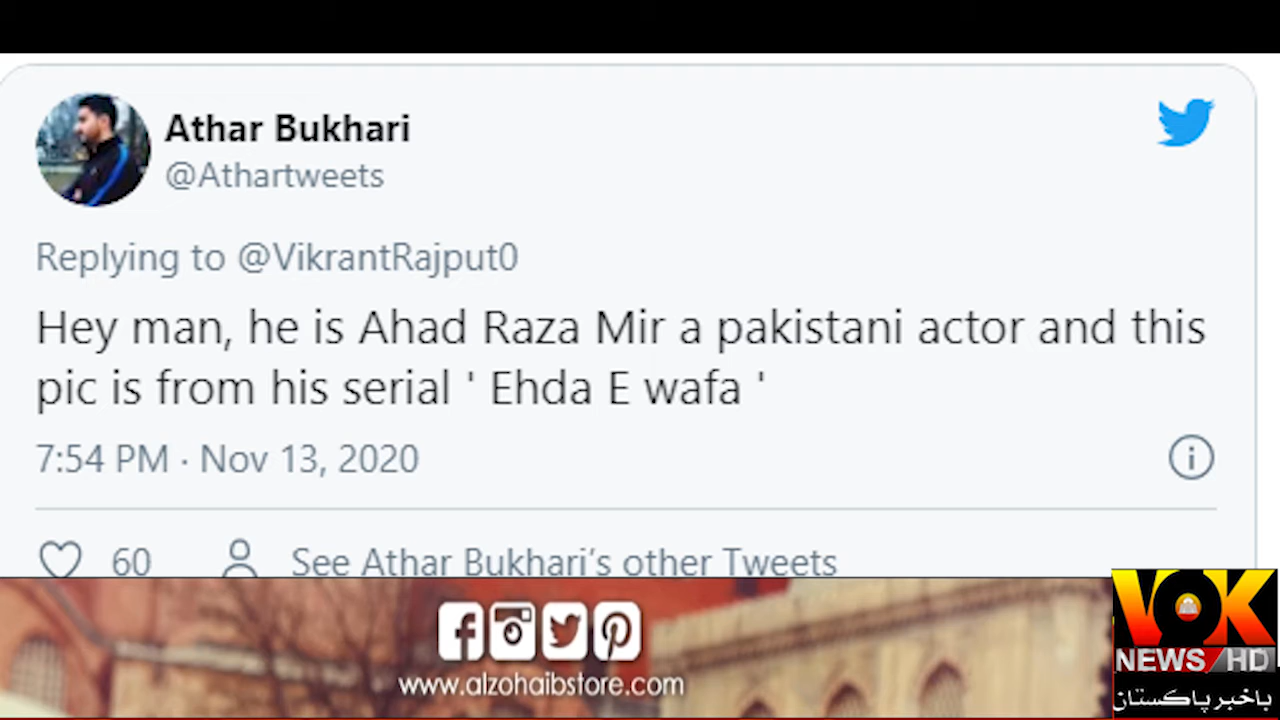 Athar Bukhari
@Athartweets
Replying to @VikrantRajput0
Hey man, he is Ahad Raza Mir a pakistani actor and this
pic is from his serial ' Ehda E wafa '
7:54 PM · Nov 13, 2020
60 See Athar Bukhari's other Tweets
www.alzohaibstore.com
VOK
NEWS HD
باخبر پاکستان